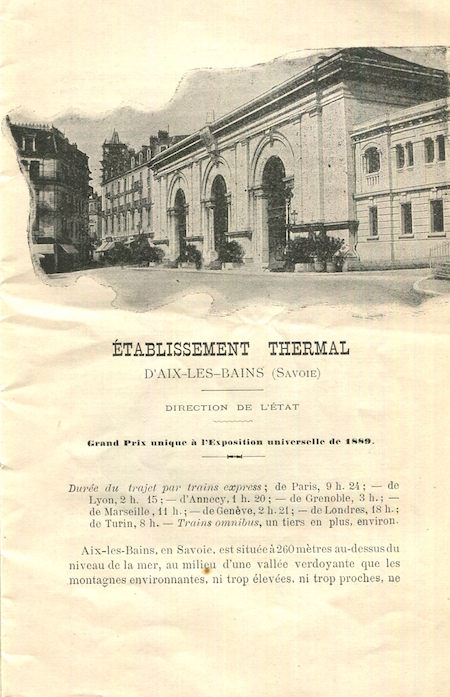 ÉTABLISSEMENT THERMAL
D'AIX-LES-BAINS (SAVOIE)
DIRECTION DE L'ÉTAT
Grand Prix unique à l'Exposition universelle de 1889.
Durée du trajet par trains express; de Paris, 9 h. 24; — de
Lyon, 2 h. 15; — d'Annecy, 1 h. 20; — de Grenoble, 3 h.; —
de Marseille, 11 h.; — de Genève, 2 h. 21; — de Londres, 18 h.;
de Turin, 8 h. — Trains omnibus, un tiers en plus, environ.
Aix-les-Bains, en Savoie, est située à 260 mètres au-dessus du
niveau de la mer, au milieu d'une vallée verdoyante que les
montagnes environnantes, ni trop élevées, ni trop proches, ne